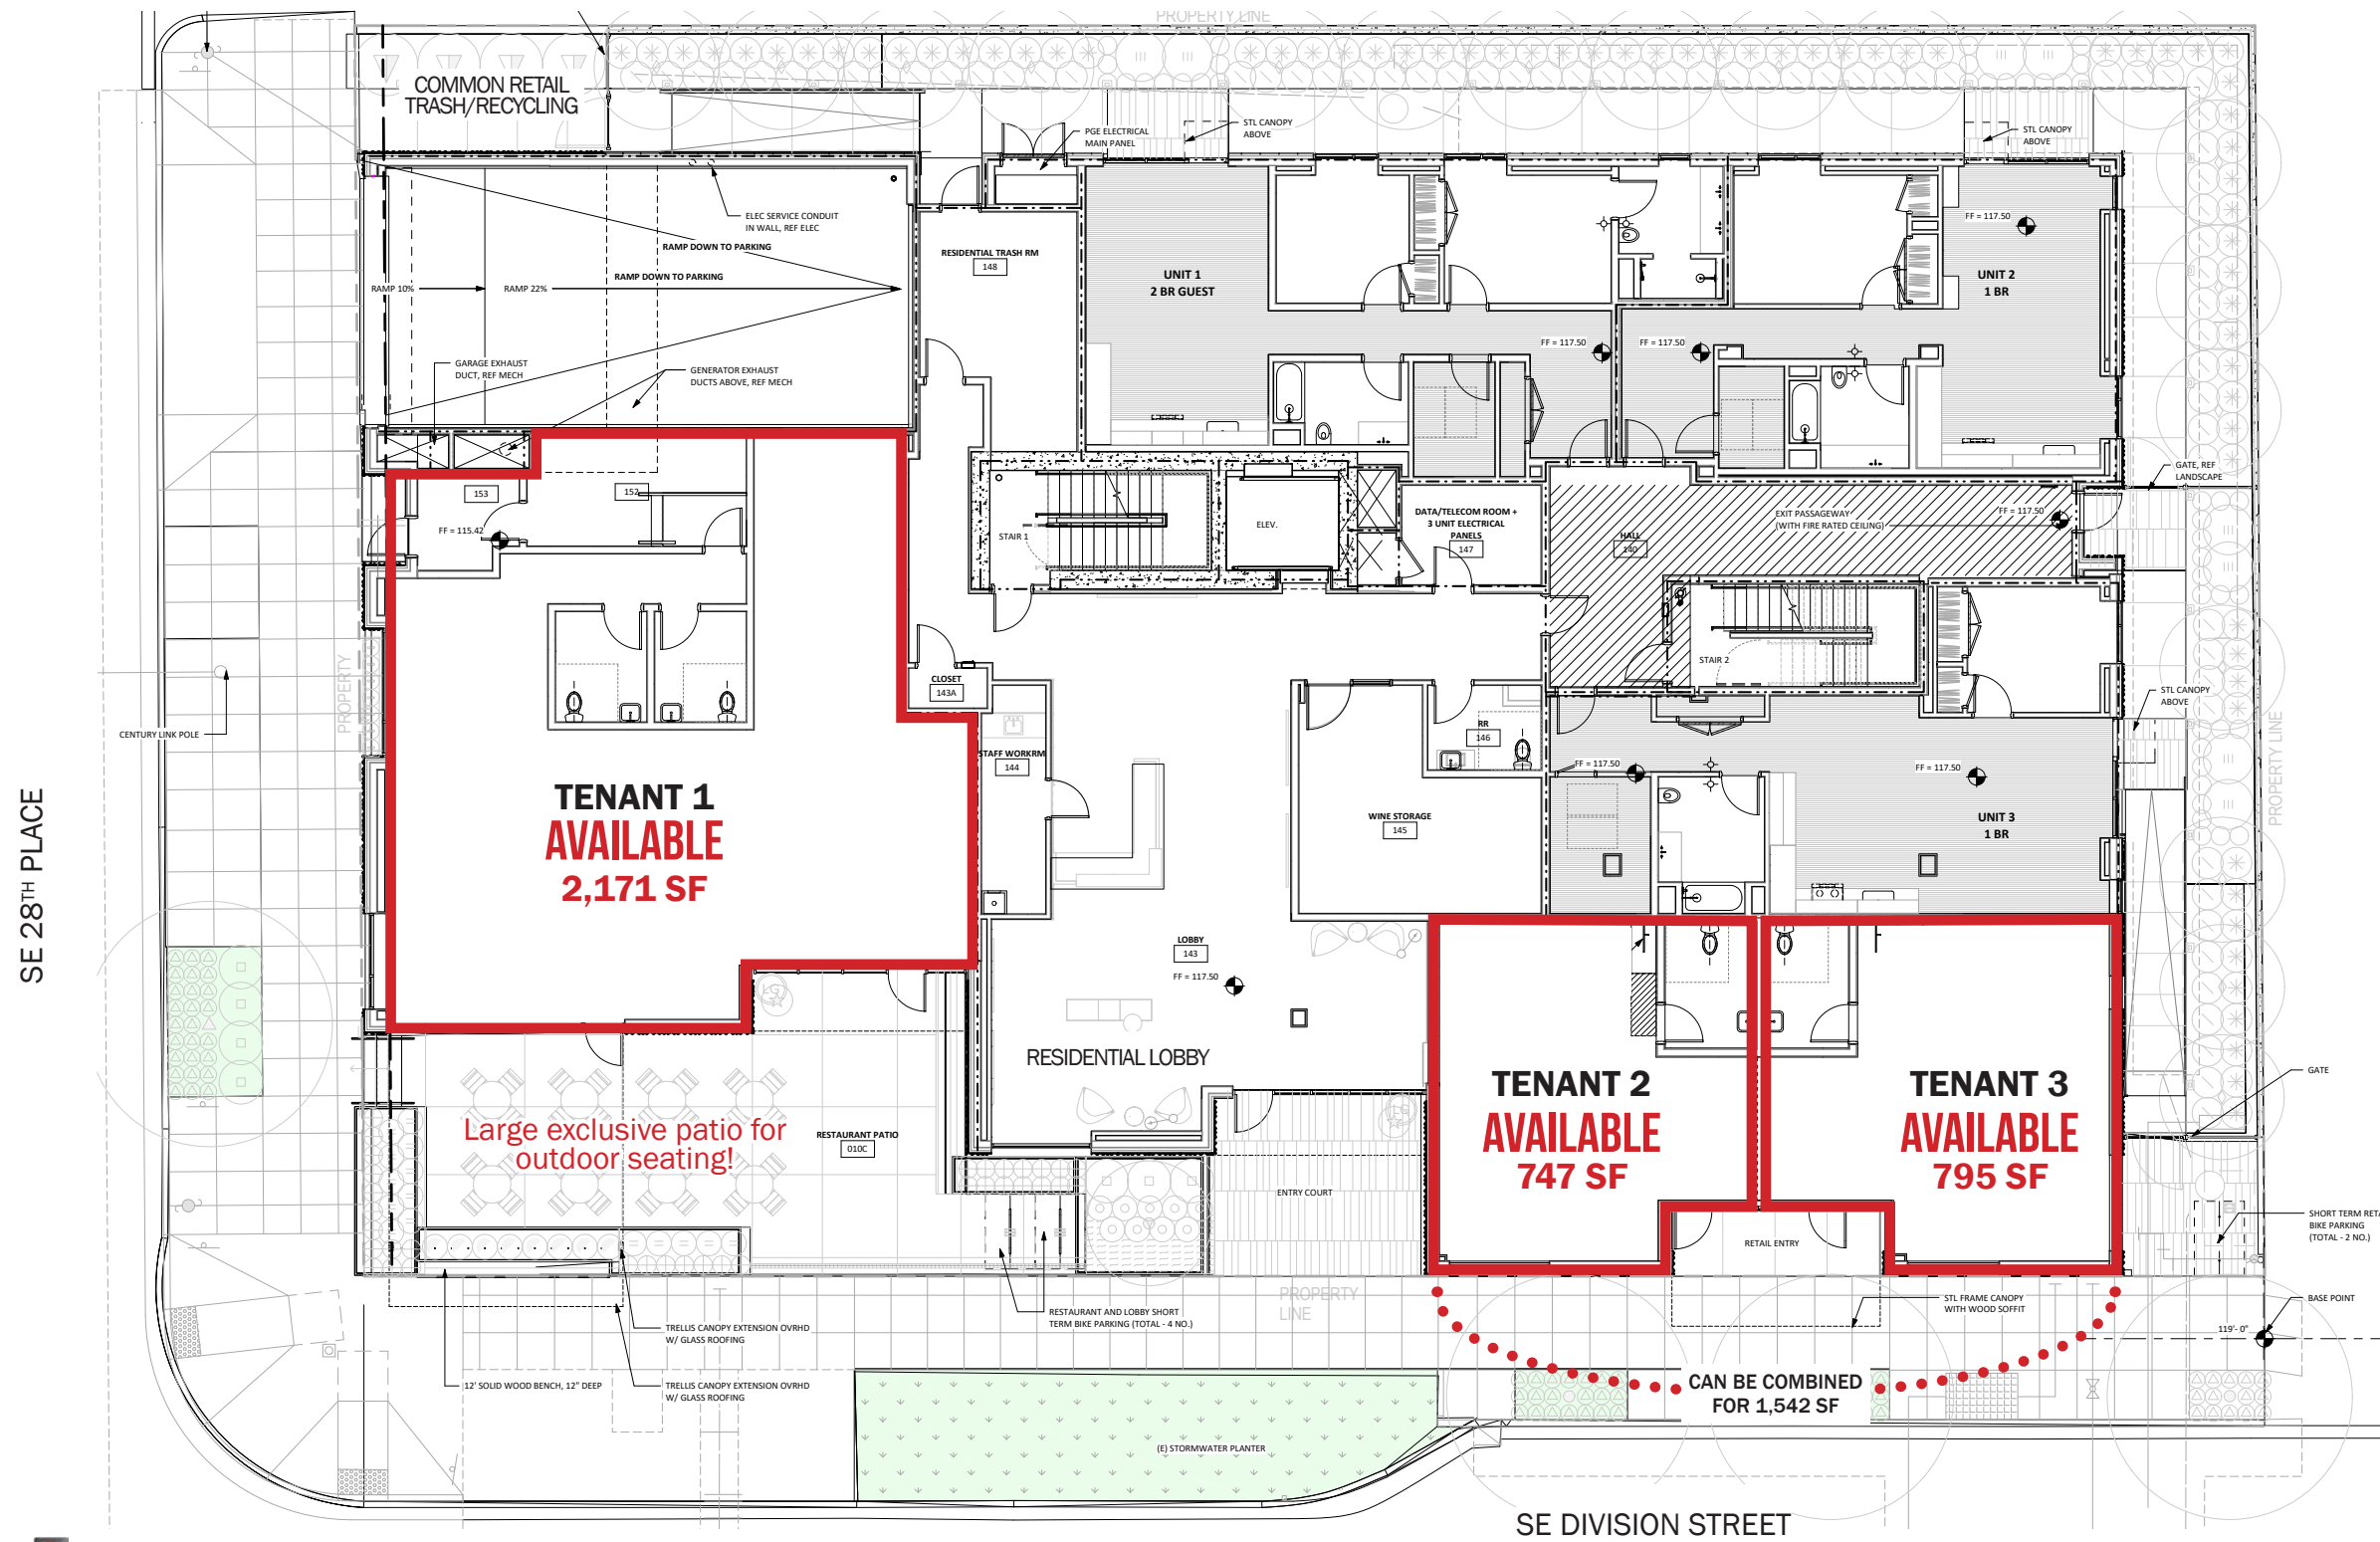 PROPERTY LINE
COMMON RETAIL
TRASH/RECYCLING
PGE ELECTRICAL
MAIN PANEL
STL CANOPY
ABOVE
STL CANOPY
ABOVE
ELEC SERVICE CONDUIT
IN WALL, REF ELEC
RAMP DOWN TO PARKING
RAMP DOWN TO PARKING
RAMP 10%
RAMP 22%
RESIDENTIAL TRASH RM
148
UNIT 1
2 BR GUEST
FF = 117.50
UNIT 2
1 BR
FF = 117.50
FF = 117.50
GARAGE EXHAUST
DUCT, REF MECH
GENERATOR EXHAUST
DUCTS ABOVE, REF MECH
GATE, REF
LANDSCAPE
153
152
FF = 115.42
STAIR 1
ELEV.
DATA/TELECOM ROOM +
3 UNIT ELECTRICAL
PANELS
147
HALL
140
EXIT PASSAGEWAY
(WITH FIRE RATED CEILING)
FF = 117.50
STAIR 2
CLOSET
143A
STL CANOPY
ABOVE
PROPERTY
PROPERTY LINE
CENTURY LINK POLE
STAFF WORKRM
144
RR
146
FF = 117.50
FF = 117.50
WINE STORAGE
145
UNIT 3
1 BR
TENANT 1
AVAILABLE
2,171 SF
SE 28TH PLACE
LOBBY
143
FF = 117.50
RESIDENTIAL LOBBY
TENANT 2
AVAILABLE
747 SF
TENANT 3
AVAILABLE
795 SF
GATE
Large exclusive patio for
outdoor seating!
RESTAURANT PATIO
010C
ENTRY COURT
RETAIL ENTRY
SHORT TERM RETA
BIKE PARKING
(TOTAL - 2 NO.)
PROPERTY
LINE
STL FRAME CANOPY
WITH WOOD SOFFIT
BASE POINT
119'- 0"
RESTAURANT AND LOBBY SHORT
TERM BIKE PARKING (TOTAL - 4 NO.)
TRELLIS CANOPY EXTENSION OVRHD
W/ GLASS ROOFING
12' SOLID WOOD BENCH, 12" DEEP
TRELLIS CANOPY EXTENSION OVRHD
W/ GLASS ROOFING
CAN BE COMBINED
FOR 1,542 SF
(E) STORMWATER PLANTER
SE DIVISION STREET